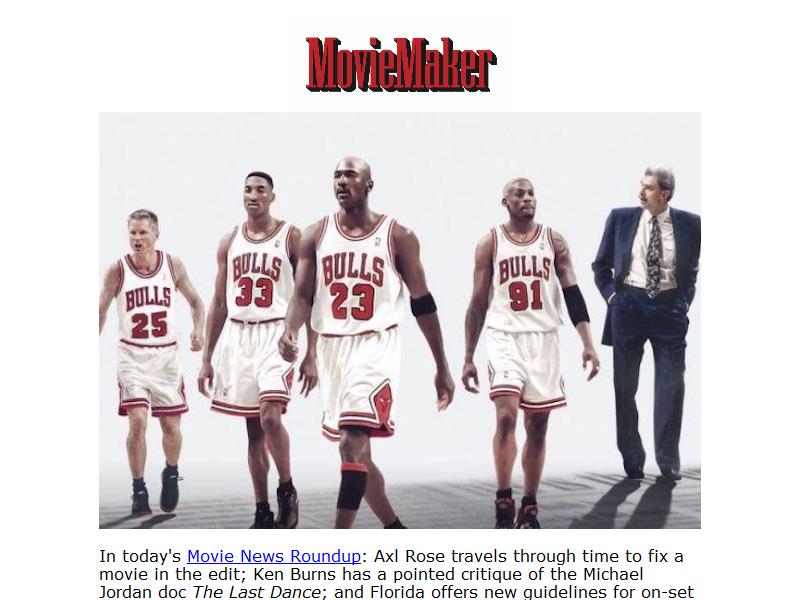 MovieMaker
BULLS
25
BULLS
33
BULLS
23
BULLS
91
In today's Movie News Roundup: Axl Rose travels through time to fix a
movie in the edit; Ken Burns has a pointed critique of the Michael
Jordan doc The Last Dance; and Florida offers new guidelines for on-set